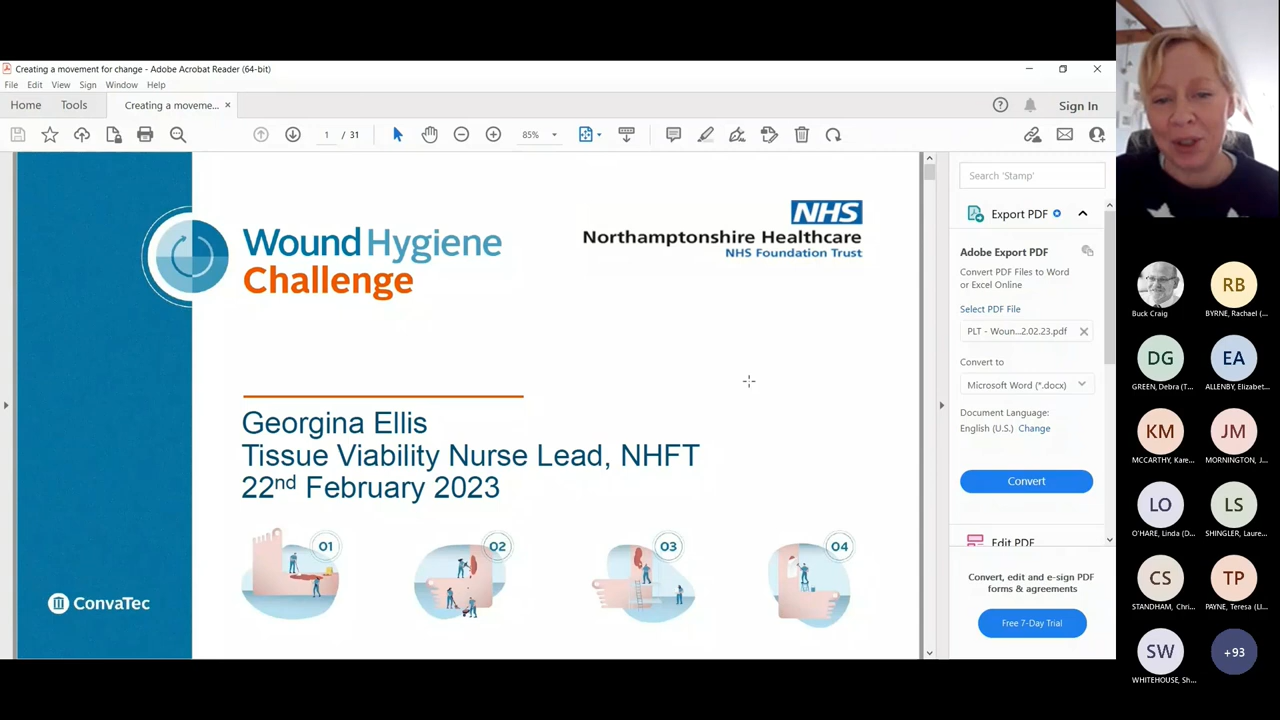 Creating a movement for change - Adobe Acrobat Reader (64-bit)
File Edit View Sign Window Help
Home Tools Creating a moveme... × Sign In
1 / 31 85%
Wound Hygiene
Challenge
NHS
Northamptonshire Healthcare
NHS Foundation Trust
Georgina Ellis
Tissue Viability Nurse Lead, NHFT
22nd February 2023
01 02 03 04
ConvaTec
Search 'Stamp'
Export PDF
Adobe Export PDF
Convert PDF Files to Word
or Excel Online
Select PDF File
PLT - Woun...2.02.23.pdf
Convert to
Microsoft Word (*.docx)
Document Language:
English (U.S.) Change
Convert
Edit PDF
Convert, edit and e-sign PDF
forms & agreements
Free 7-Day Trial
RB
Buck Craig BYRNE, Rachael (...
DG EA
GREEN, Debra (T... ALLENBY, Elizabet...
KM JM
MCCARTHY, Kare... MORNINGTON, J...
LO LS
O'HARE, Linda (D... SHINGLER, Laure...
CS TP
STANDHAM, Chri... PAYNE, Teresa (LI...
SW +93
WHITEHOUSE, Sh...